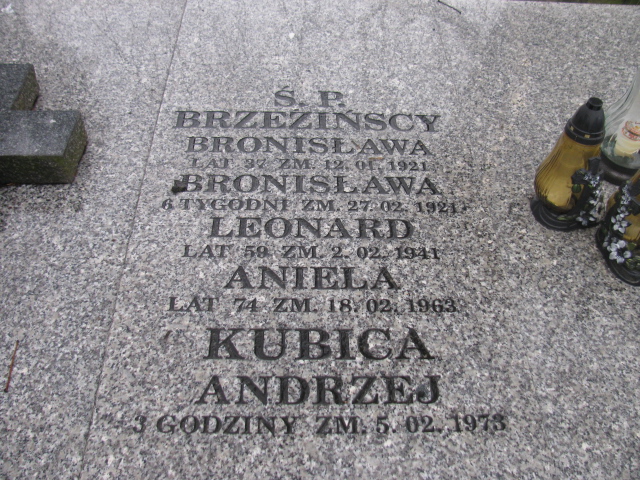 Ś. P.
BRZEZIŃSCY
BRONISŁAWA
LAT 37 ZM. 12. 01. 1921
BRONISŁAWA
6 TYGODNI ZM. 27. 02. 1921.
LEONARD
LAT 59 ZM. 2. 02. 1941
ANIELA
LAT 74 ZM. 18. 02. 1963
KUBICA
ANDRZEJ
3 GODZINY ZM. 5. 02. 1973